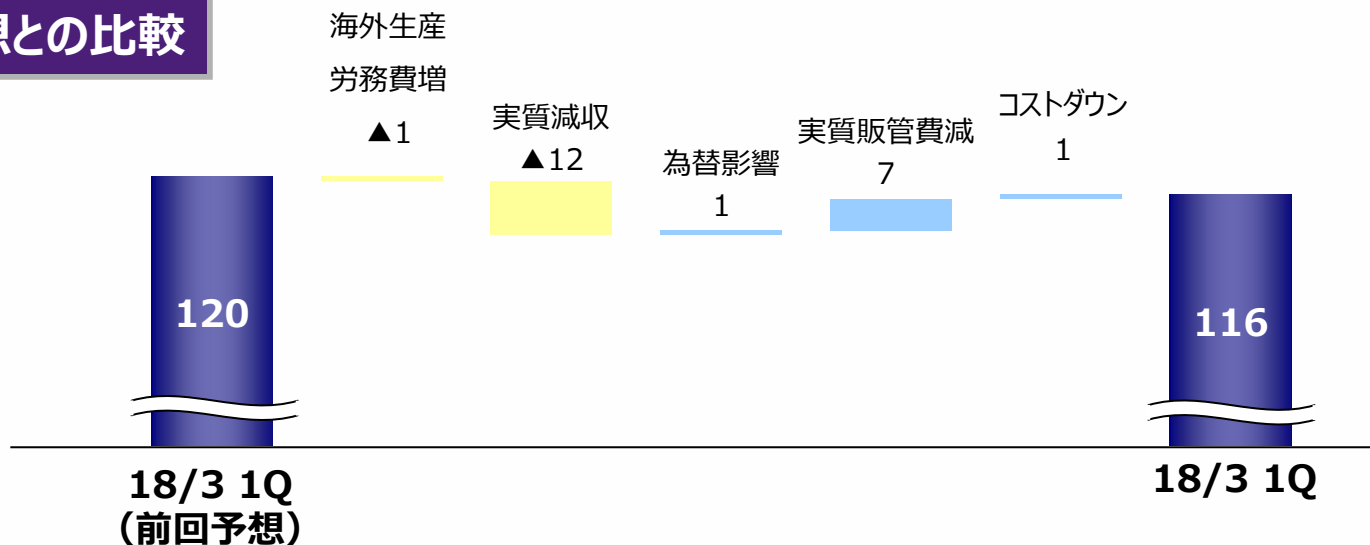 想との比較
海外生産
労務費増
▲1
実質減収
▲12
為替影響
1
実質販管費減
7
コストダウン
1
120
116
18/3 1Q
(前回予想)
18/3 1Q